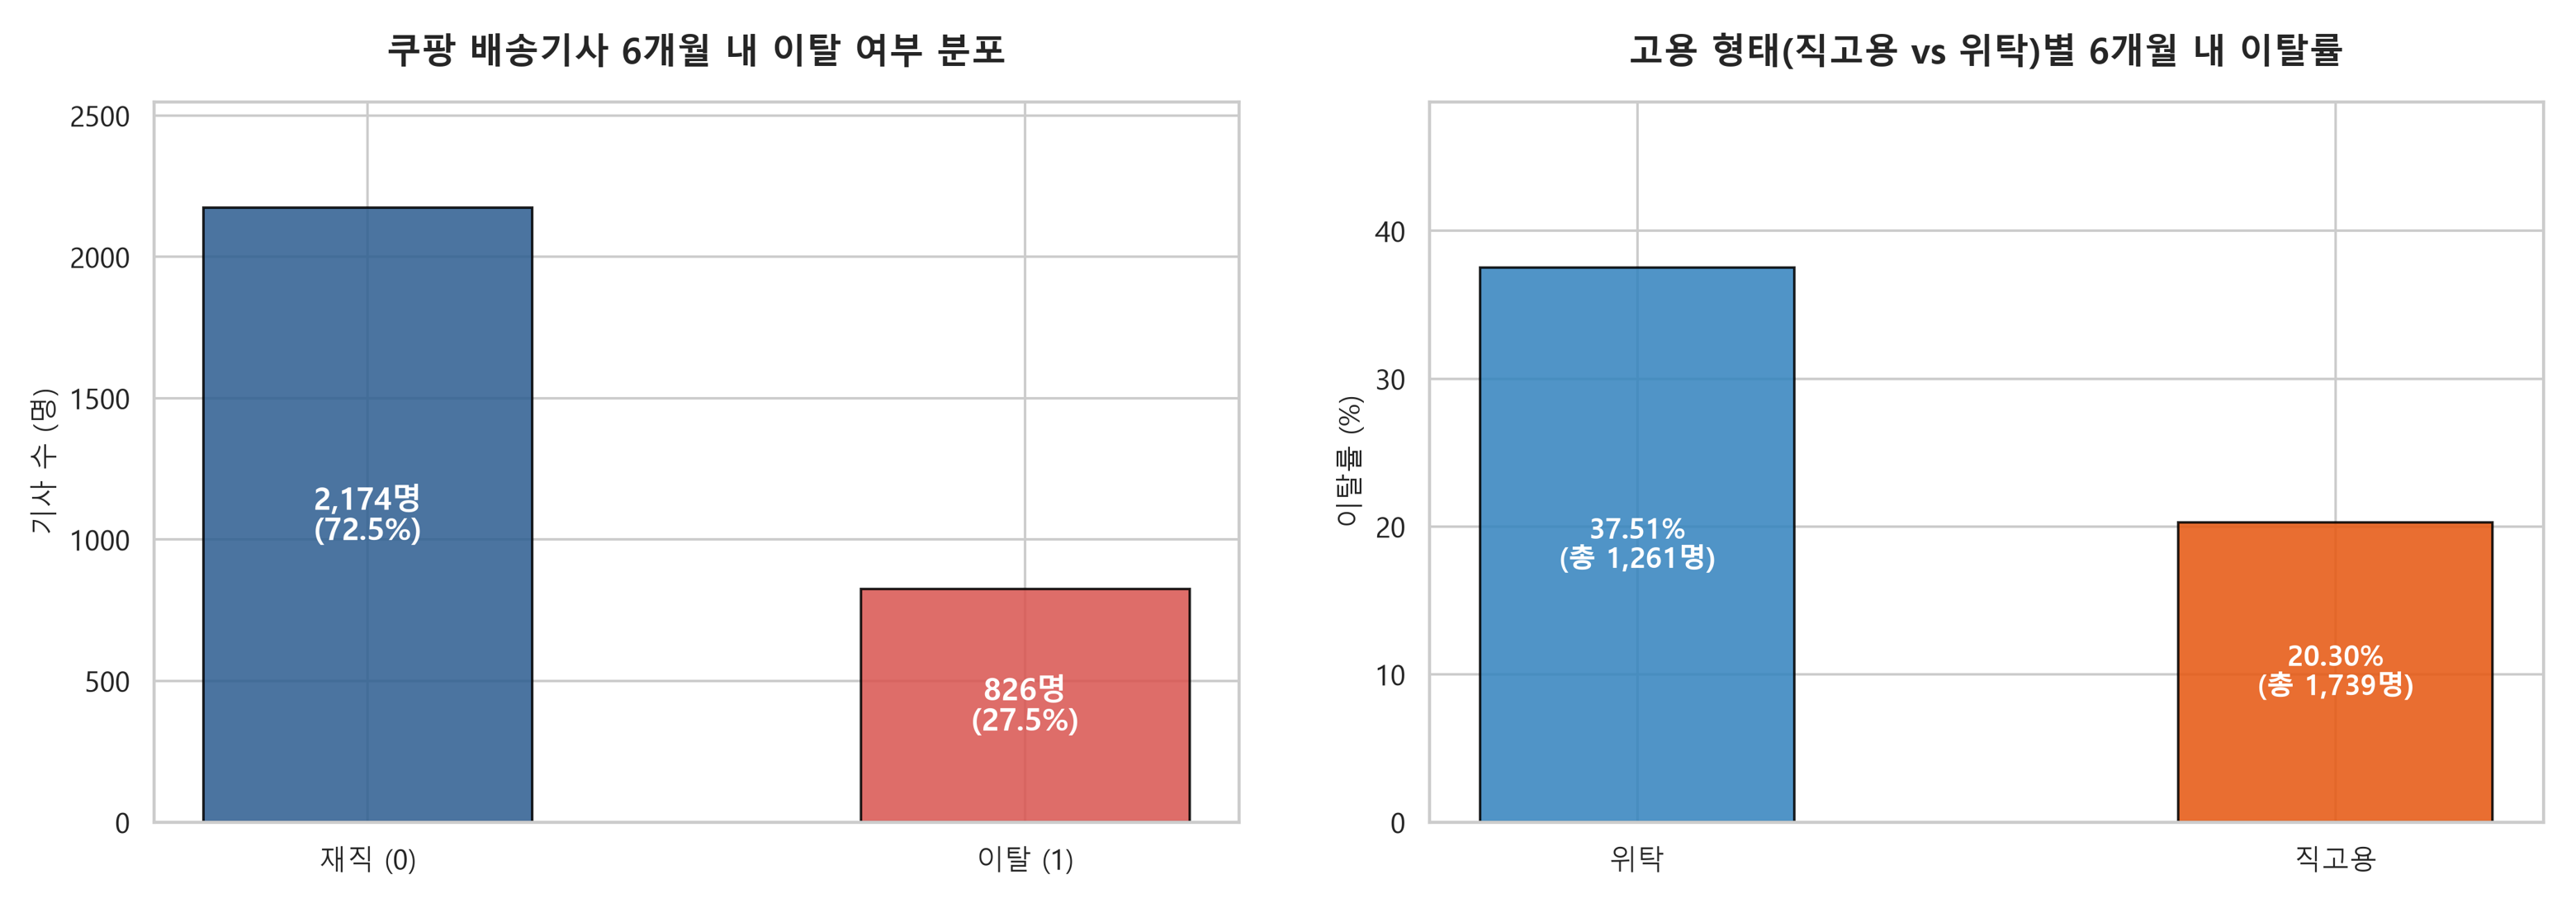 쿠팡 배송기사 6개월 내 이탈 여부 분포
기사 수 (명)
2500
2000
1500
1000
500
0
2,174명
(72.5%)
826명
(27.5%)
재직 (0)
이탈 (1)
고용 형태(직고용 vs 위탁)별 6개월 내 이탈률
이탈률 (%)
40
30
20
10
0
37.51%
(총 1,261명)
20.30%
(총 1,739명)
위탁
직고용